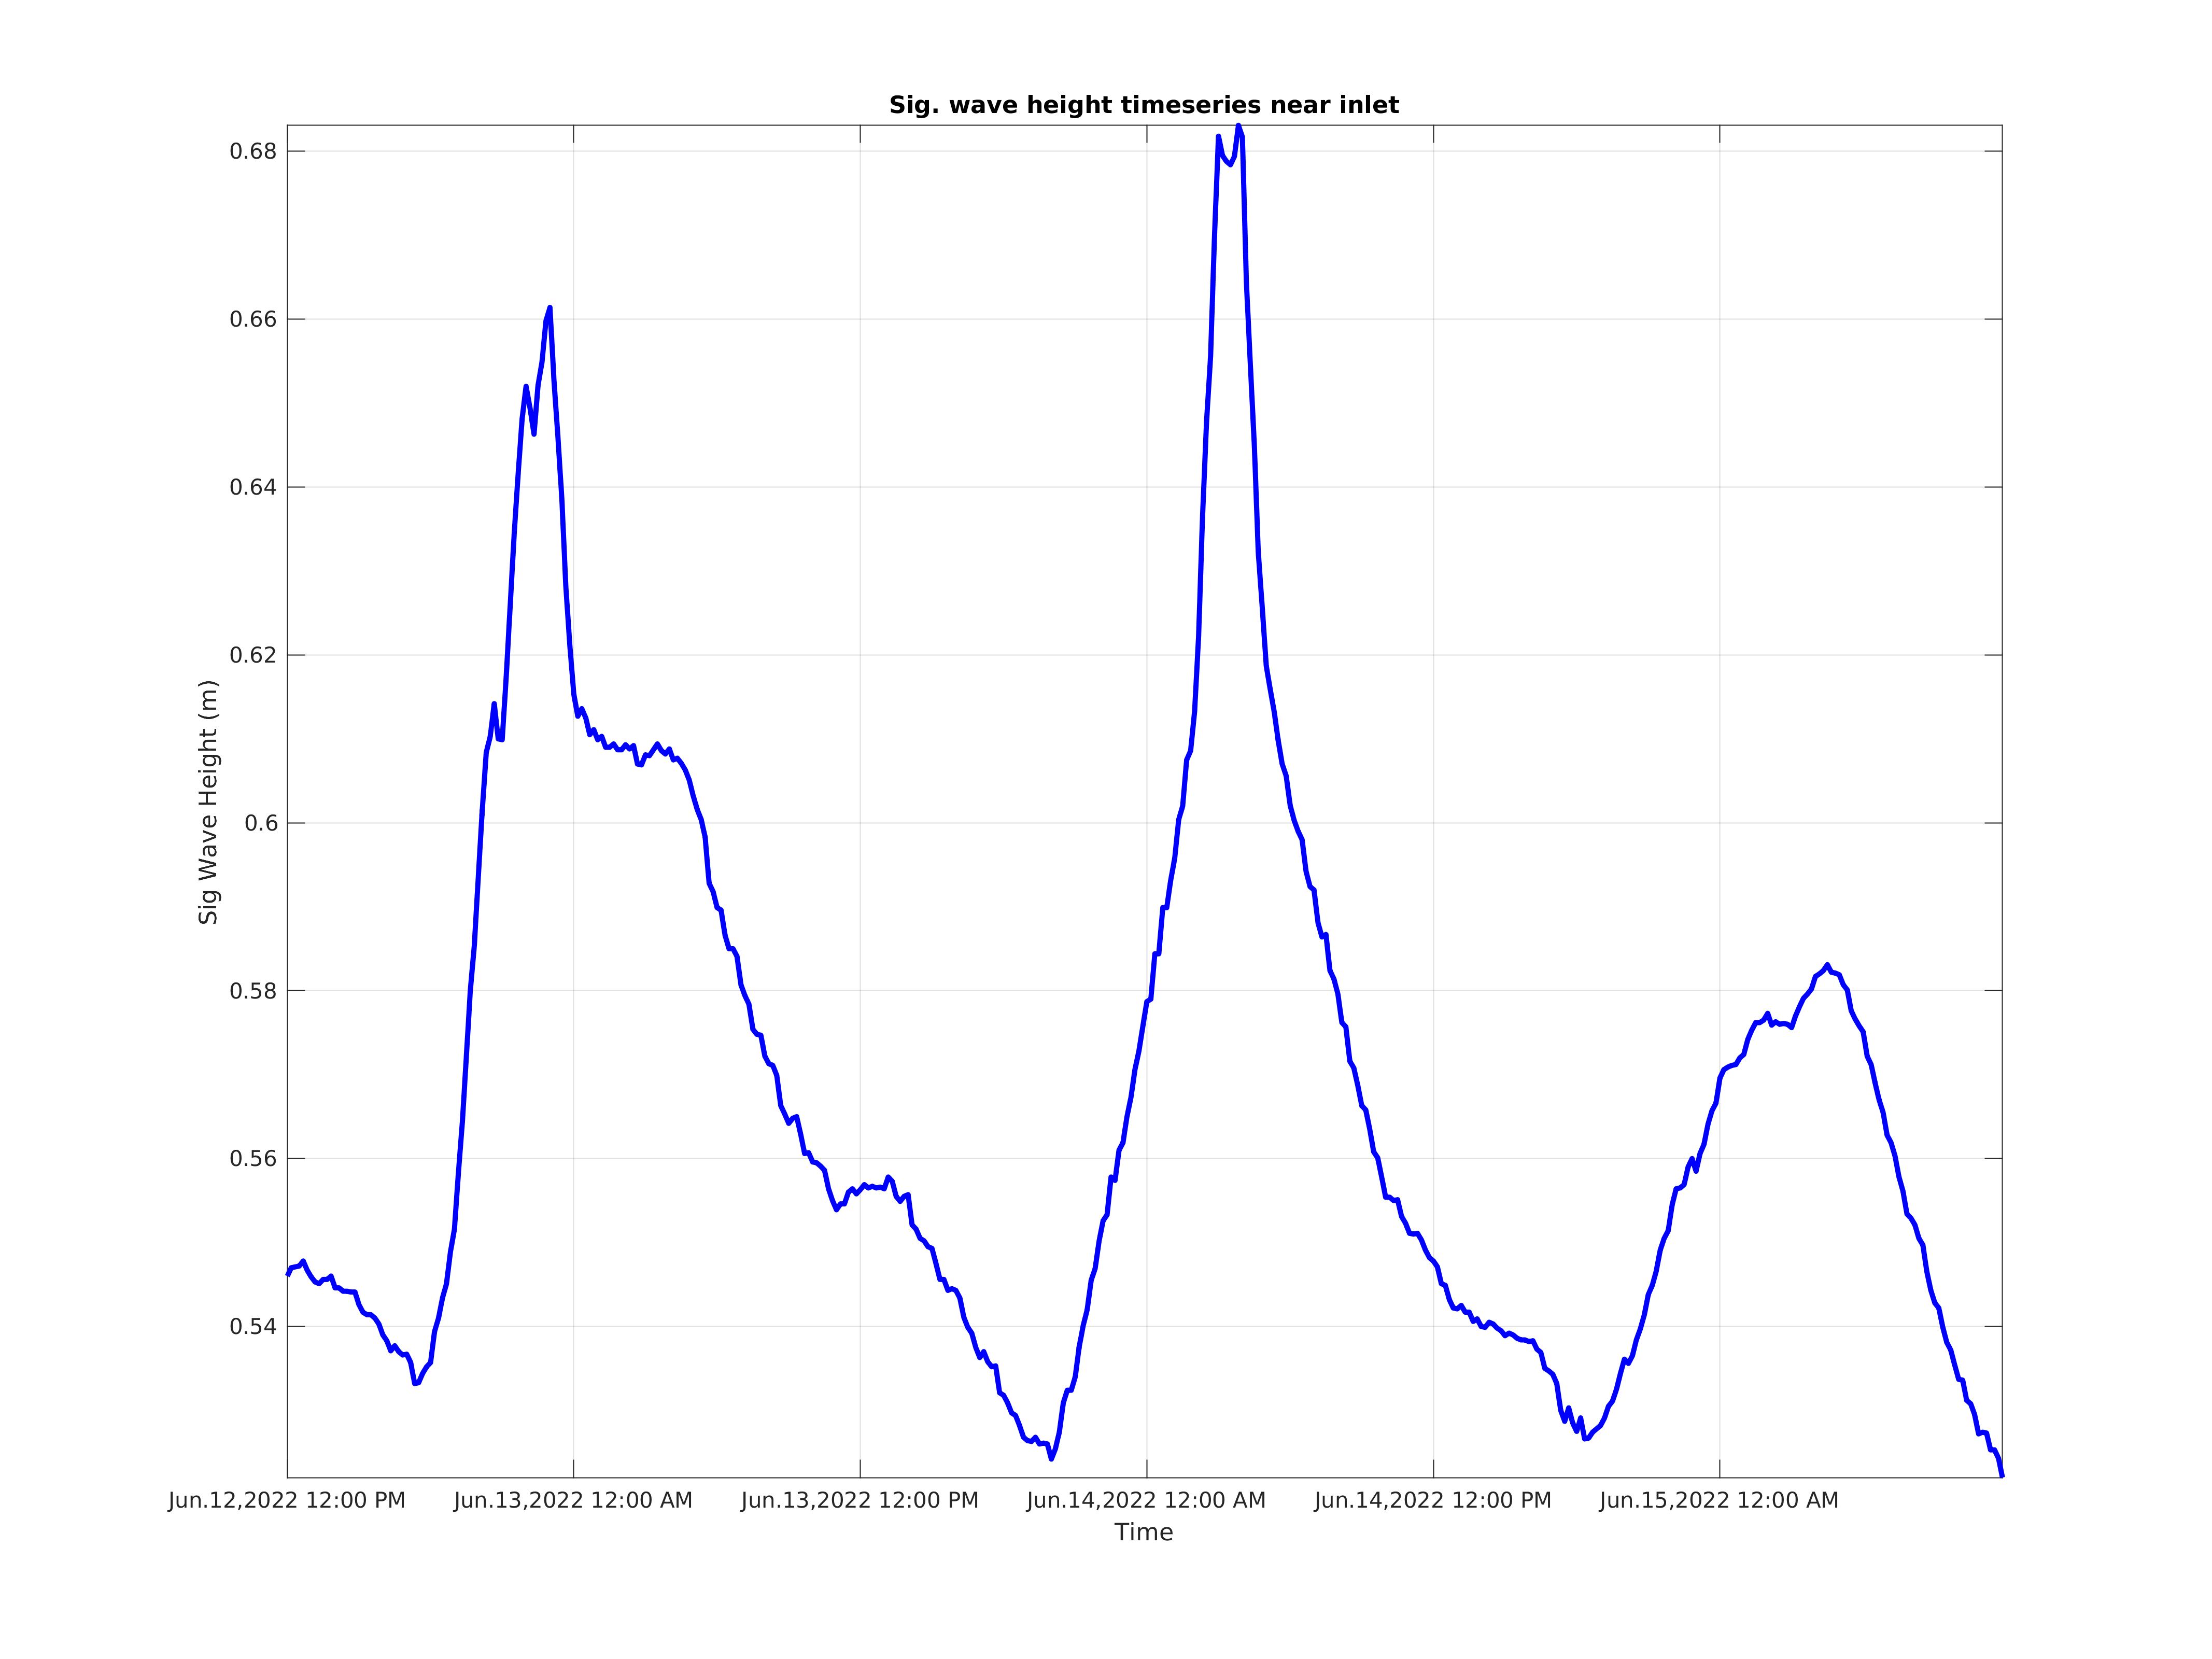 Sig. wave height timeseries near inlet
0.68
0.66
0.64
0.62
0.6
0.58
0.56
0.54
Sig Wave Height (m)
Jun.12,2022 12:00 PM
Jun.13,2022 12:00 AM
Jun.13,2022 12:00 PM
Jun.14,2022 12:00 AM
Jun.14,2022 12:00 PM
Jun.15,2022 12:00 AM
Time